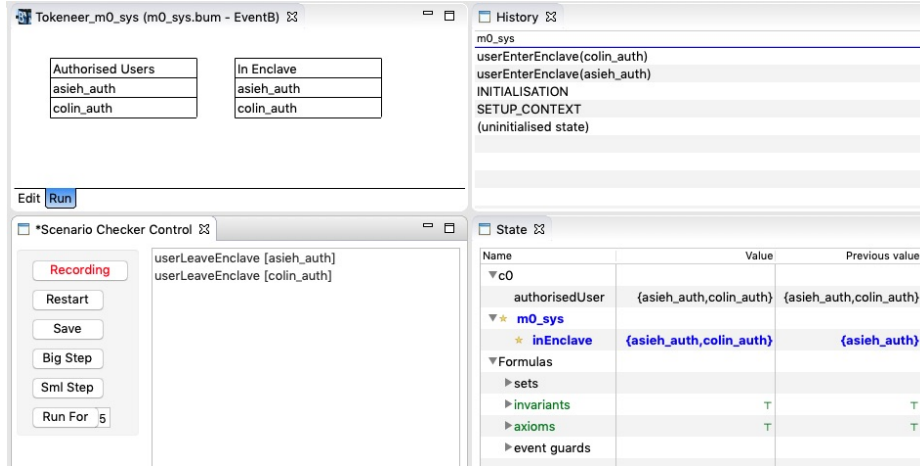 Tokeneer_m0_sys (m0_sys.bum - EventB)
Authorised Users
asieh_auth
colin_auth
In Enclave
asieh_auth
colin_auth
Edit Run
History
m0_sys
userEnterEnclave(colin_auth)
userEnterEnclave(asieh_auth)
INITIALISATION
SETUP_CONTEXT
(uninitialised state)
*Scenario Checker Control
Recording
Restart
Save
Big Step
Sml Step
Run For 5
userLeaveEnclave [asieh_auth]
userLeaveEnclave [colin_auth]
State
Name Value Previous value
c0
authorisedUser {asieh_auth,colin_auth} {asieh_auth,colin_auth}
m0_sys
inEnclave {asieh_auth,colin_auth} {asieh_auth}
Formulas
sets
invariants ⊤ ⊤
axioms ⊤ ⊤
event guards